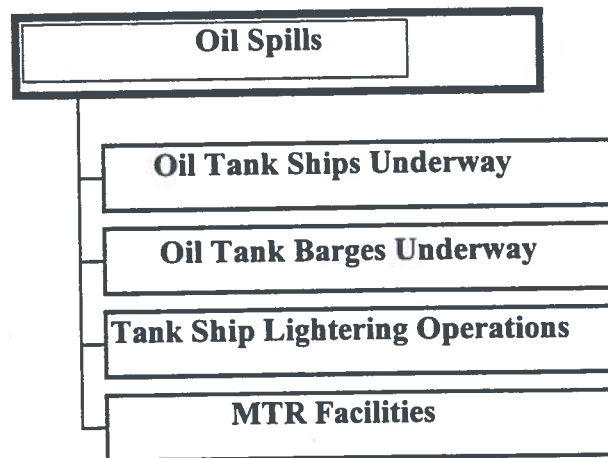 Oil Spills
Oil Tank Ships Underway
Oil Tank Barges Underway
Tank Ship Lightering Operations
MTR Facilities